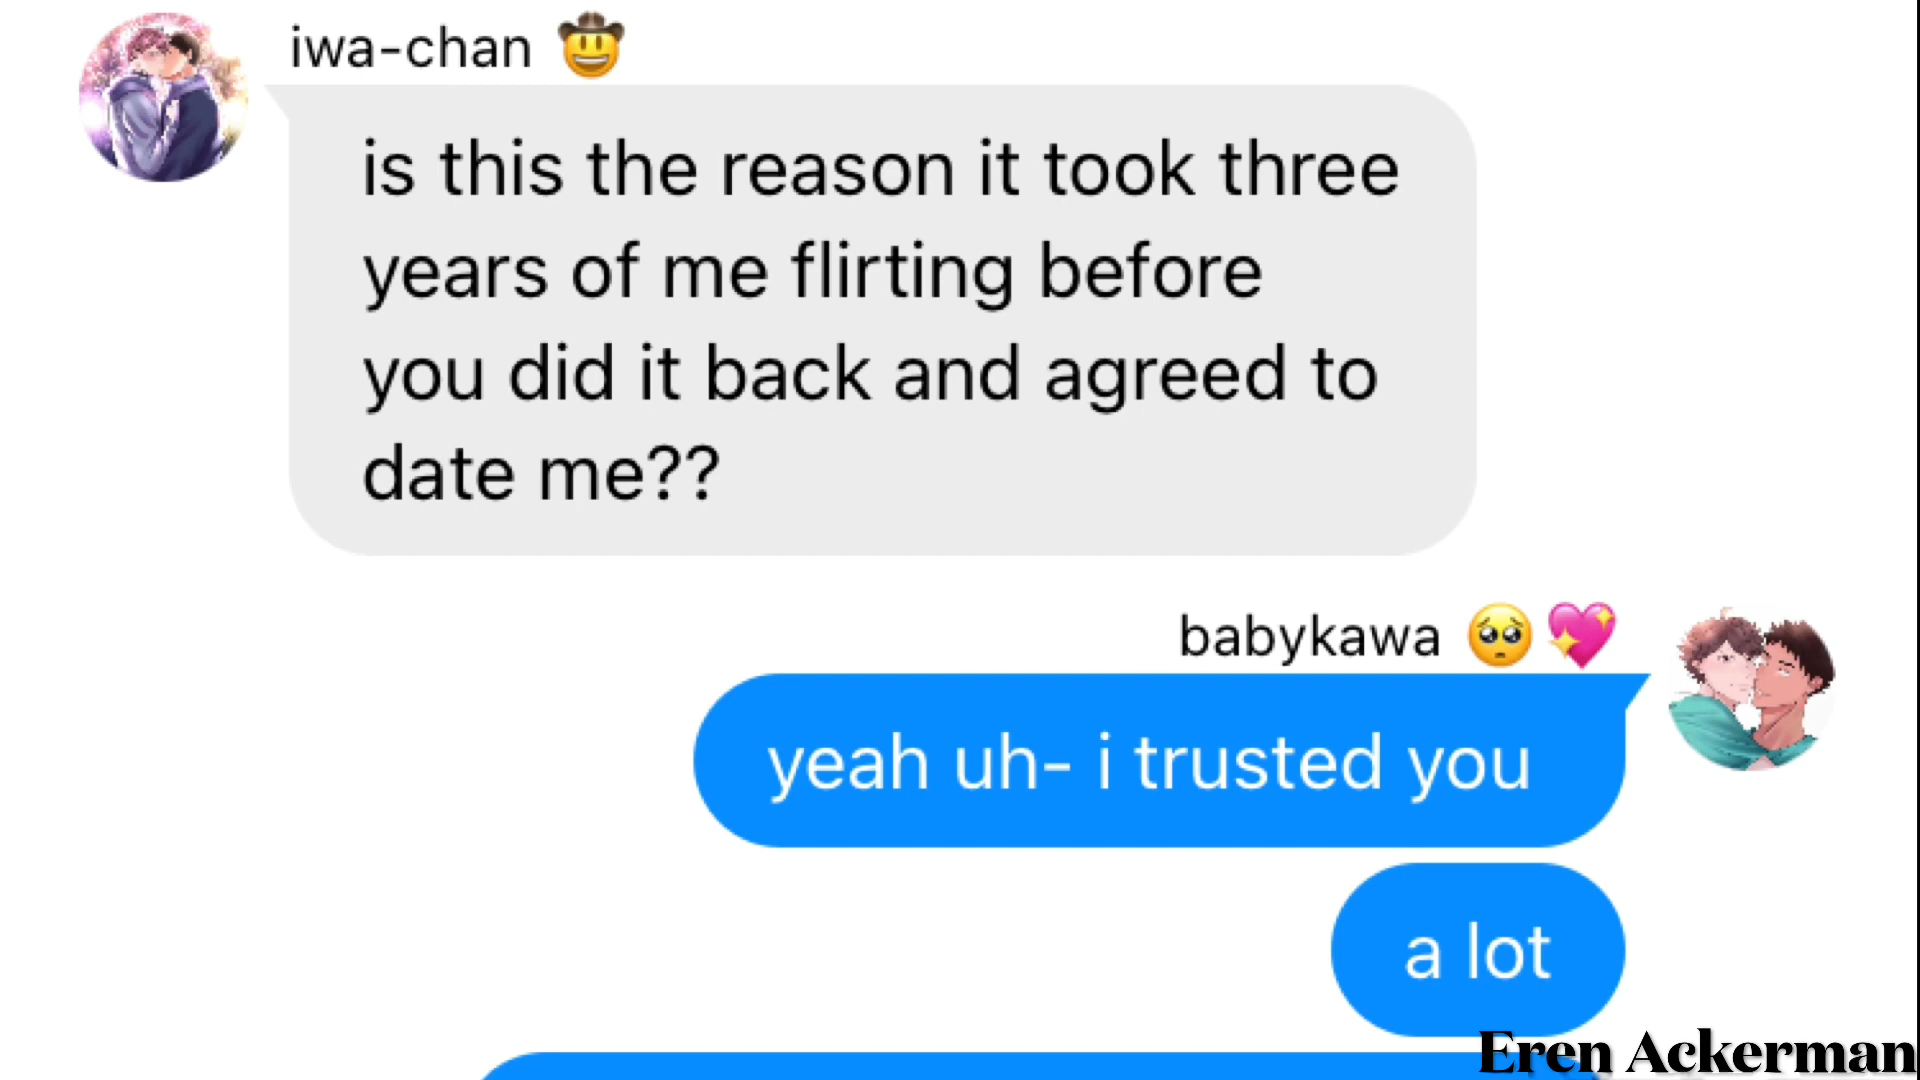 iwa-chan 🤠
is this the reason it took three
years of me flirting before
you did it back and agreed to
date me??
babykawa 🥺💖
yeah uh- i trusted you
a lot
Eren Ackerman